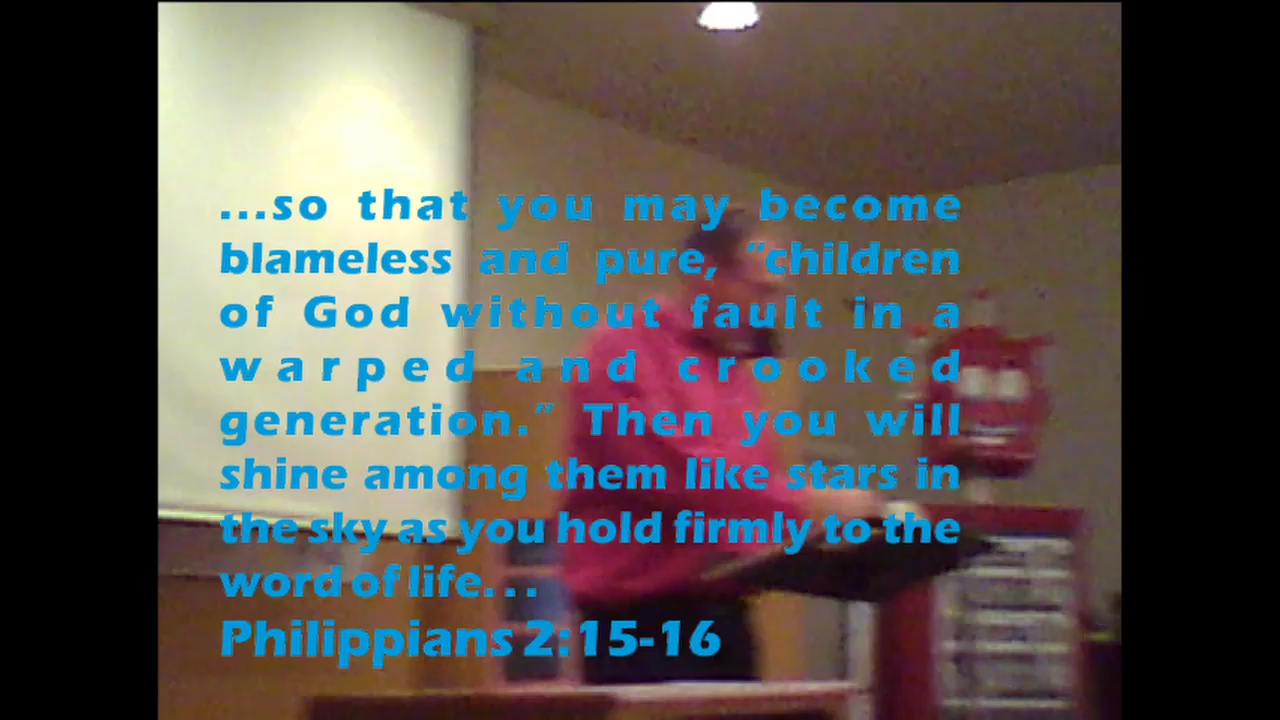 ...so that you may become
blameless and pure, “children
of God without fault in a
warped and crooked
generation.” Then you will
shine among them like stars in
the sky as you hold firmly to the
word of life...
Philippians 2:15-16